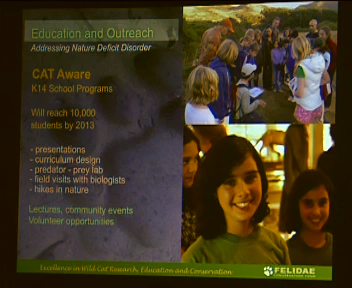 Education and Outreach
Addressing Nature Deficit Disorder
CAT Aware
K14 School Programs
Will reach 10,000
students by 2013
- presentations
- curriculum design
- predator - prey lab
- field visits with biologists
- hikes in nature
Lectures, community events
Volunteer opportunities
Excellence in Wild Cat Research, Education and Conservation
FELIDAE
CONSERVATION FUND